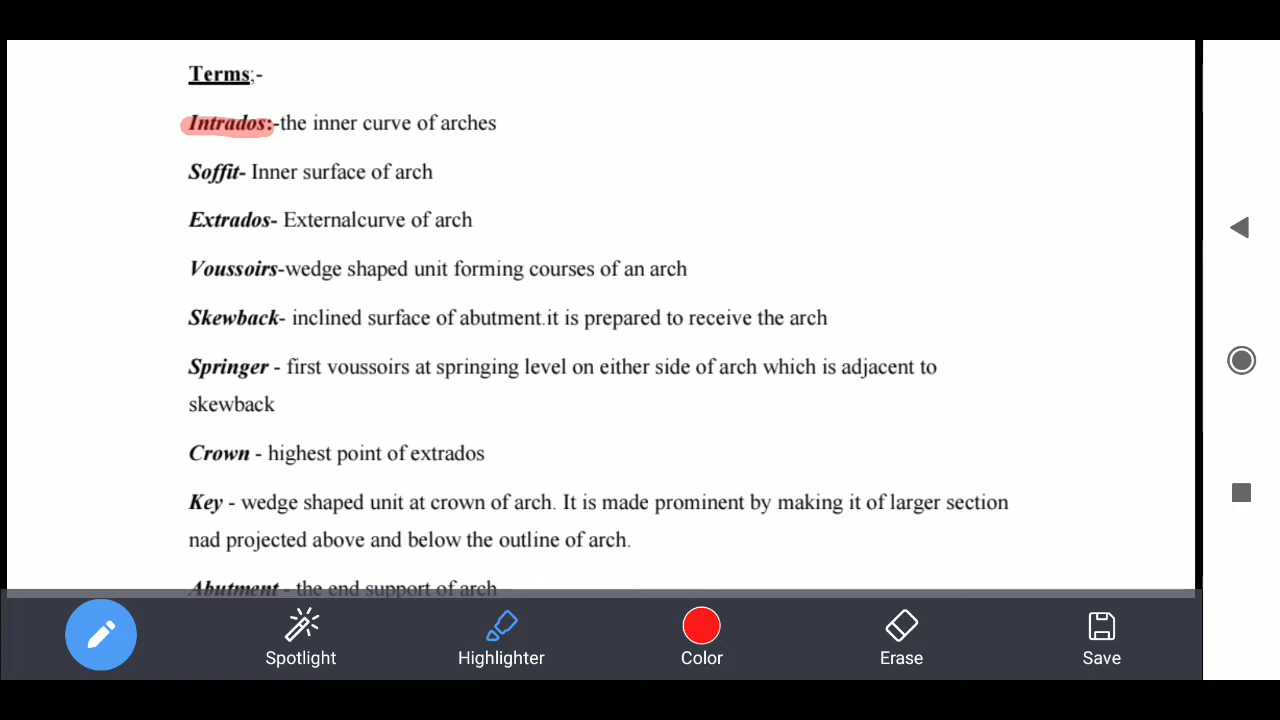 Terms;-
Intrados:-the inner curve of arches
Soffit- Inner surface of arch
Extrados- Externalcurve of arch
Voussoirs-wedge shaped unit forming courses of an arch
Skewback- inclined surface of abutment.it is prepared to receive the arch
Springer - first voussoirs at springing level on either side of arch which is adjacent to
skewback
Crown - highest point of extrados
Key - wedge shaped unit at crown of arch. It is made prominent by making it of larger section
nad projected above and below the outline of arch.
Abutment - the end support of arch
Spotlight
Highlighter
Color
Erase
Save